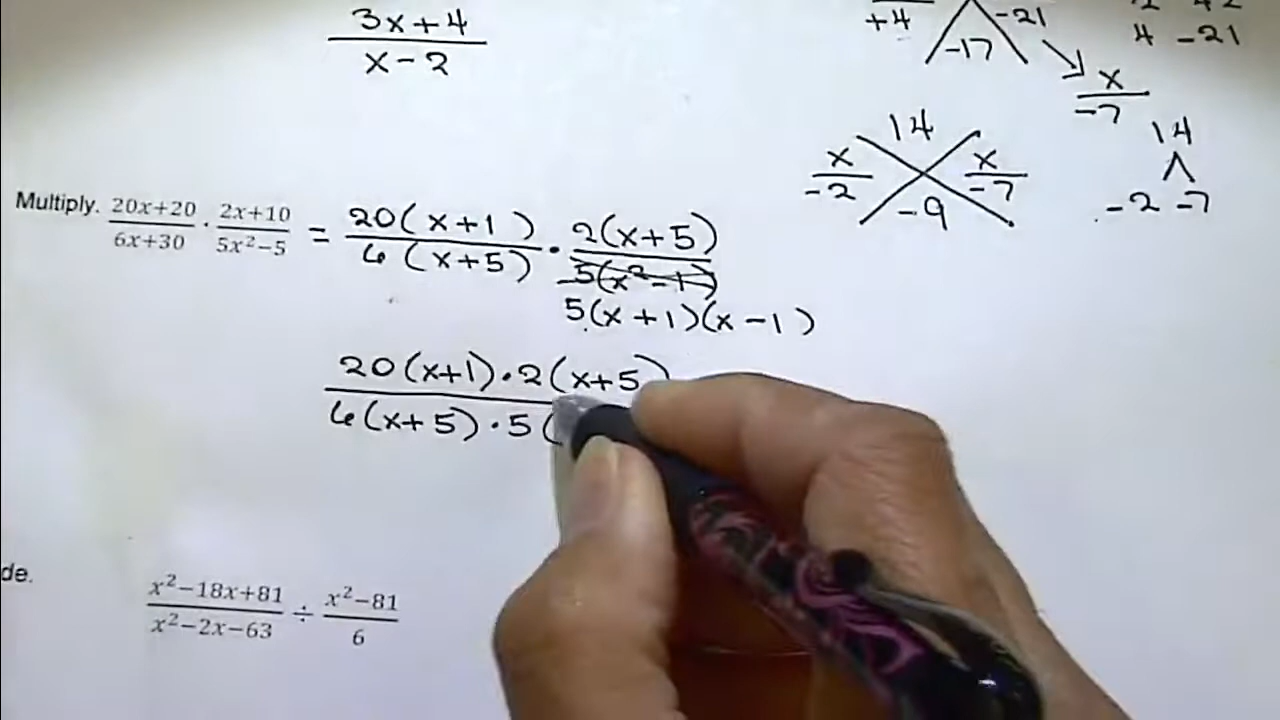 3x+4
x-2
+4 -21
-17
4 -21
x
-7
14
x x
-2 -7
-9
14
-2 -7
Multiply. 20x+20 / 6x+30 · 2x+10 / 5x²-5 = 20(x+1) / 6(x+5) · 2(x+5) / 5(x²-1)
5(x+1)(x-1)
20(x+1)·2(x+5)
6(x+5)·5(
de.
x²-18x+81 / x²-2x-63 ÷ x²-81 / 6